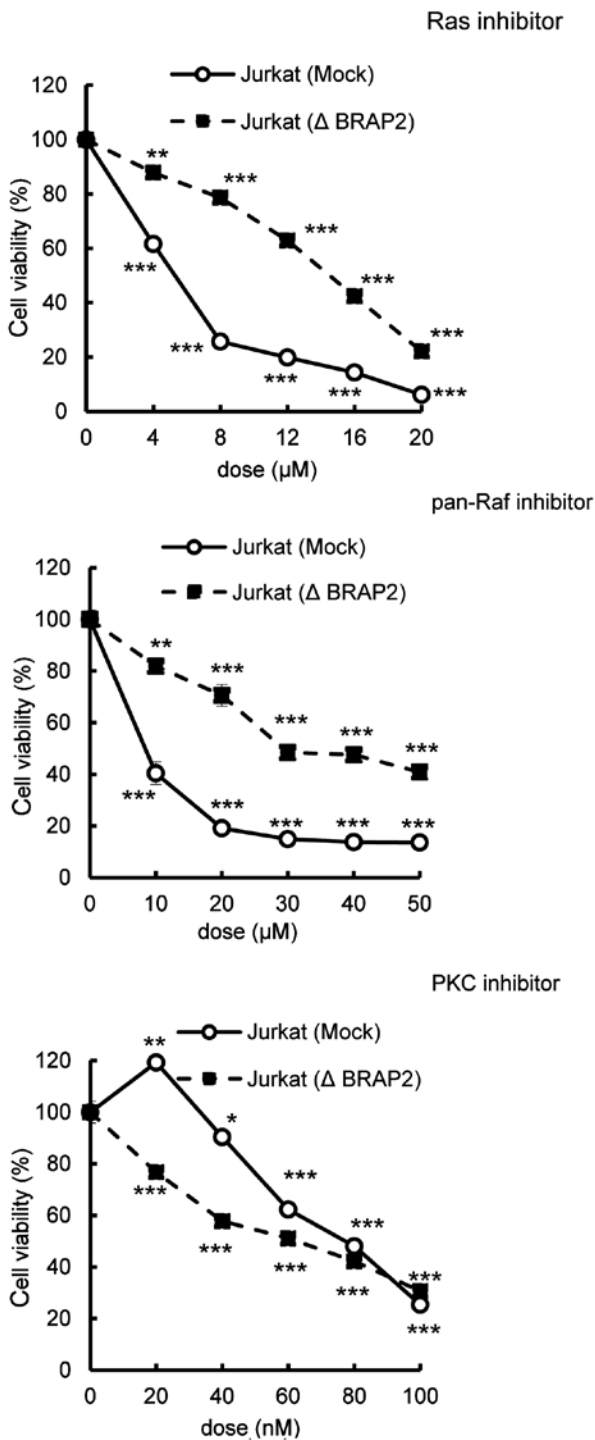 Ras inhibitor
Jurkat (Mock)
Jurkat (Δ BRAP2)
Cell viability (%)
120
100
80
60
40
20
0
** *** *** *** ***
*** *** *** *** ***
0 4 8 12 16 20
dose (µM)
pan-Raf inhibitor
Jurkat (Mock)
Jurkat (Δ BRAP2)
Cell viability (%)
120
100
80
60
40
20
0
** *** *** *** ***
*** *** *** *** ***
0 10 20 30 40 50
dose (µM)
PKC inhibitor
Jurkat (Mock)
Jurkat (Δ BRAP2)
Cell viability (%)
120
100
80
60
40
20
0
** * *** *** ***
*** *** *** *** ***
0 20 40 60 80 100
dose (nM)